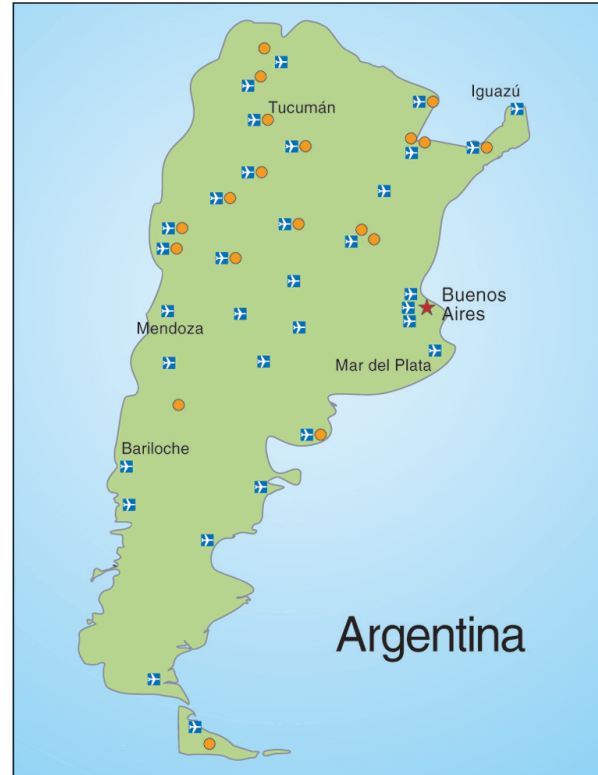 Iguazú
Tucumán
Buenos
Aires
Mendoza
Mar del Plata
Bariloche
Argentina